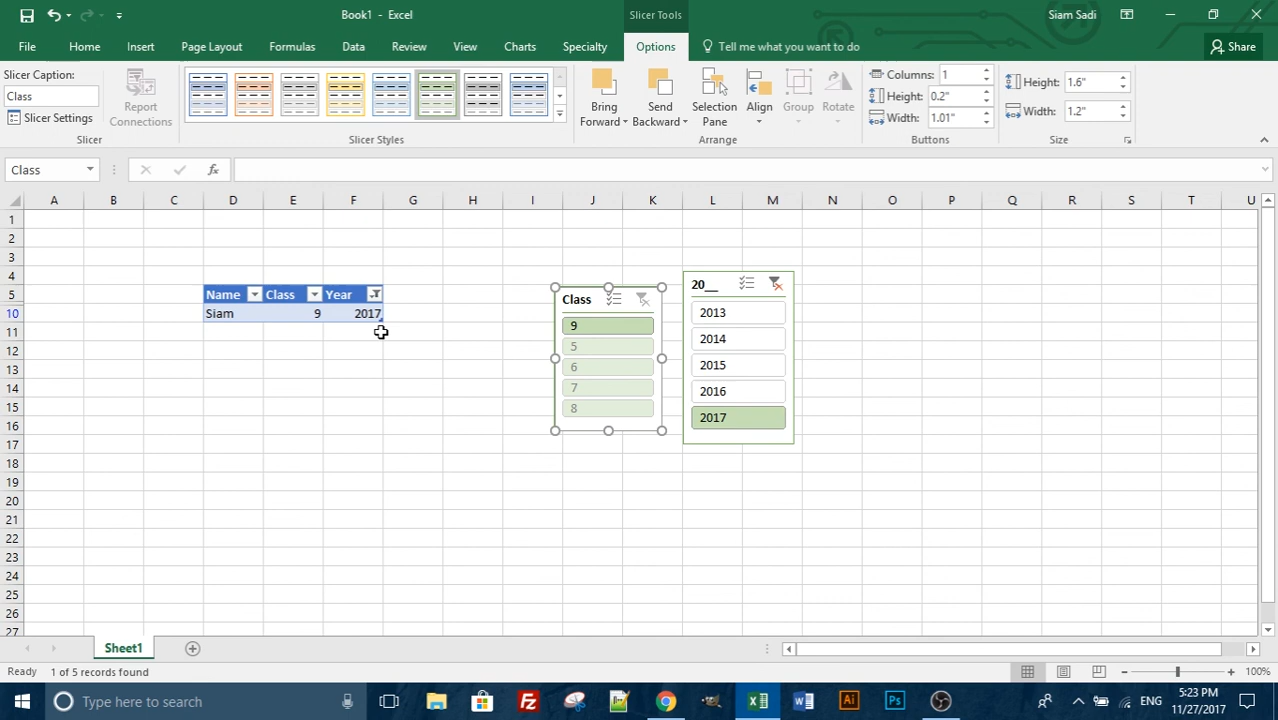 Book1 - Excel
Slicer Tools
Siam Sadi
File
Home
Insert
Page Layout
Formulas
Data
Review
View
Charts
Specialty
Options
Tell me what you want to do
Share
Slicer Caption:
Class
Slicer Settings
Report
Connections
Slicer
Slicer Styles
Bring
Forward
Send
Backward
Selection
Pane
Align
Group
Rotate
Arrange
Columns: 1
Height: 0.2"
Width: 1.01"
Buttons
Height: 1.6"
Width: 1.2"
Size
Class
fx
A B C D E F G H I J K L M N O P Q R S T U
1
2
3
4
5 Name Class Year
10 Siam 9 2017
11
12
13
14
15
16
17
18
19
20
21
22
23
24
25
26
27
Class
9
5
6
7
8
20__
2013
2014
2015
2016
2017
Sheet1
Ready
1 of 5 records found
100%
Type here to search
Ai
Ps
ENG
5:23 PM
11/27/2017